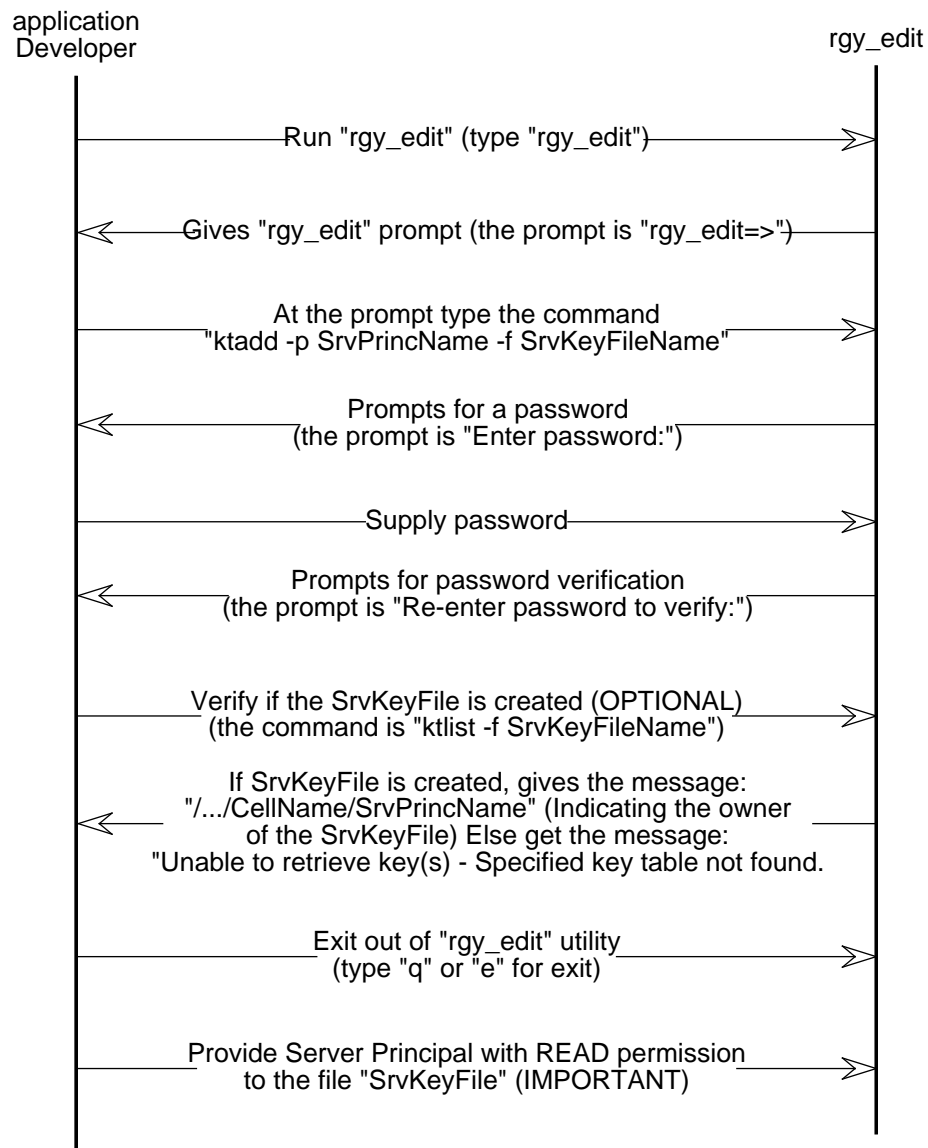 application
Developer
rgy_edit
Run "rgy_edit" (type "rgy_edit")
Gives "rgy_edit" prompt (the prompt is "rgy_edit=>")
At the prompt type the command
"ktadd -p SrvPrincName -f SrvKeyFileName"
Prompts for a password
(the prompt is "Enter password:")
Supply password
Prompts for password verification
(the prompt is "Re-enter password to verify:")
Verify if the SrvKeyFile is created (OPTIONAL)
(the command is "ktlist -f SrvKeyFileName")
If SrvKeyFile is created, gives the message:
"/.../CellName/SrvPrincName" (Indicating the owner
of the SrvKeyFile) Else get the message:
"Unable to retrieve key(s) - Specified key table not found.
Exit out of "rgy_edit" utility
(type "q" or "e" for exit)
Provide Server Principal with READ permission
to the file "SrvKeyFile" (IMPORTANT)